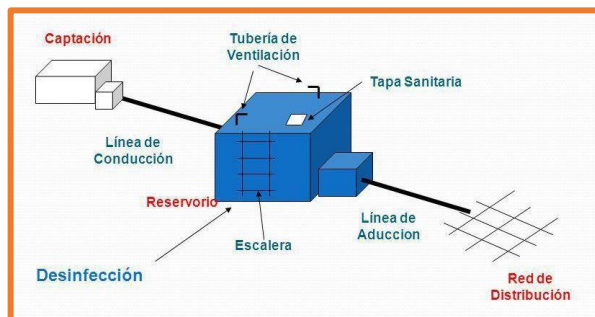 Captación
Tubería de
Ventilación
Tapa Sanitaria
Línea de
Conducción
Reservorio
Escalera
Línea de
Aduccion
Desinfección
Red de
Distribución